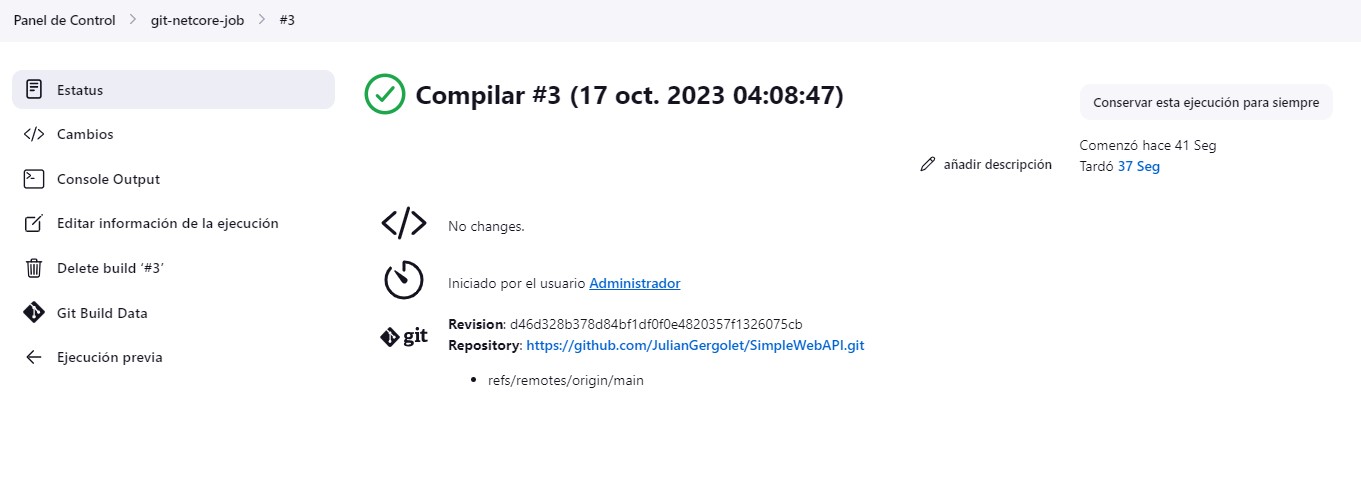 Panel de Control > git-netcore-job > #3
Estatus
Cambios
Console Output
Editar información de la ejecución
Delete build ‘#3’
Git Build Data
Ejecución previa
Compilar #3 (17 oct. 2023 04:08:47)
Conservar esta ejecución para siempre
Comenzó hace 41 Seg
Tardó 37 Seg
añadir descripción
No changes.
Iniciado por el usuario Administrador
git
Revision: d46d328b378d84bf1df0f0e4820357f1326075cb
Repository: https://github.com/JulianGergolet/SimpleWebAPI.git
• refs/remotes/origin/main